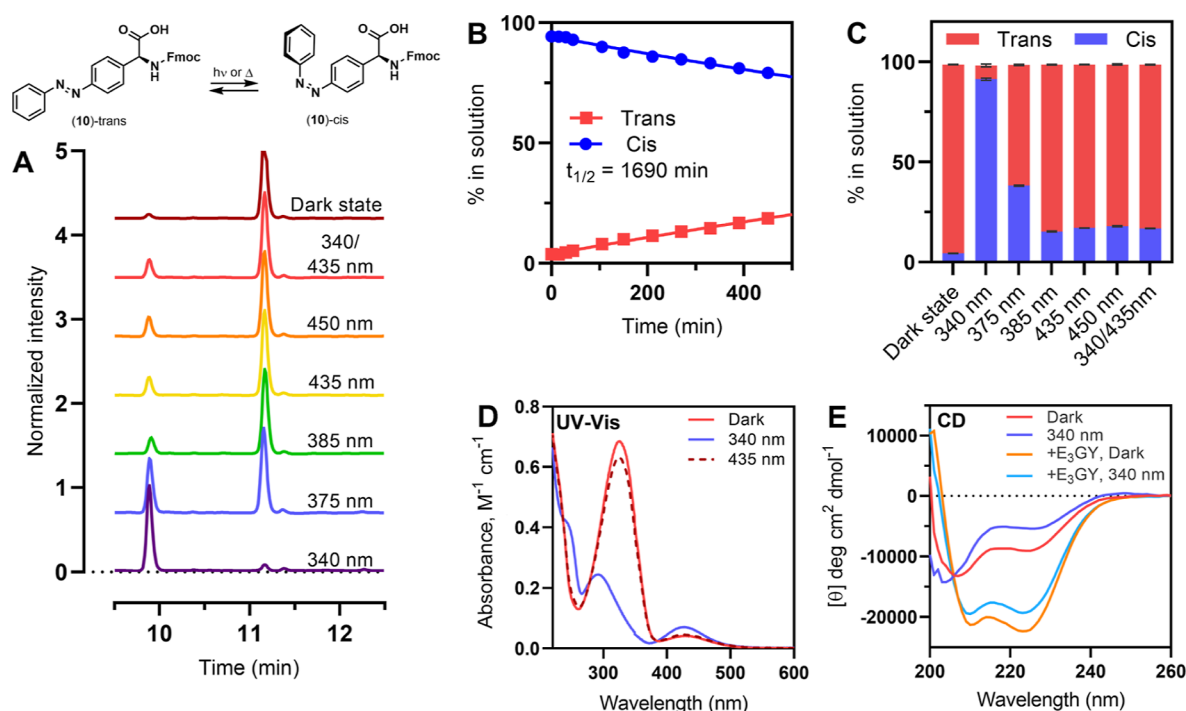 O
OH
N
H
Fmoc
N
N
(10)-trans
hν or Δ
O
OH
N
H
Fmoc
N
N
(10)-cis
A
Normalized intensity
5
4
3
2
1
0
Dark state
340/
435 nm
450 nm
435 nm
385 nm
375 nm
340 nm
10
11
12
Time (min)
B
% in solution
100
50
0
Trans
Cis
t1/2 = 1690 min
0
200
400
Time (min)
C
Trans
Cis
% in solution
100
50
0
Dark state
340 nm
375 nm
385 nm
435 nm
450 nm
340/435nm
D
UV-Vis
Dark
340 nm
435 nm
Absorbance, M-1 cm-1
0.8
0.6
0.4
0.2
0.0
300
400
500
600
Wavelength (nm)
E
CD
Dark
340 nm
+E3GY, Dark
+E3GY, 340 nm
[θ] deg cm2 dmol-1
10000
0
-10000
-20000
200
220
240
260
Wavelength (nm)